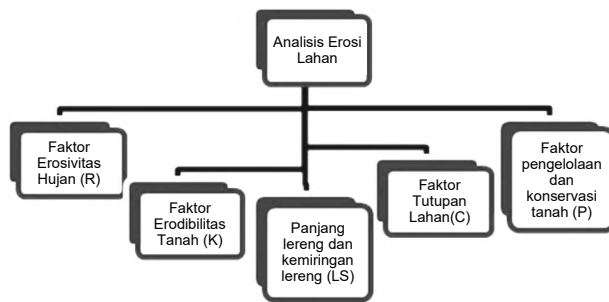 Analisis Erosi
Lahan
Faktor
Erosivitas
Hujan (R)
Faktor
Erodibilitas
Tanah (K)
Panjang
lereng dan
kemiringan
lereng (LS)
Faktor
Tutupan
Lahan(C)
Faktor
pengelolaan
dan
konservasi
tanah (P)